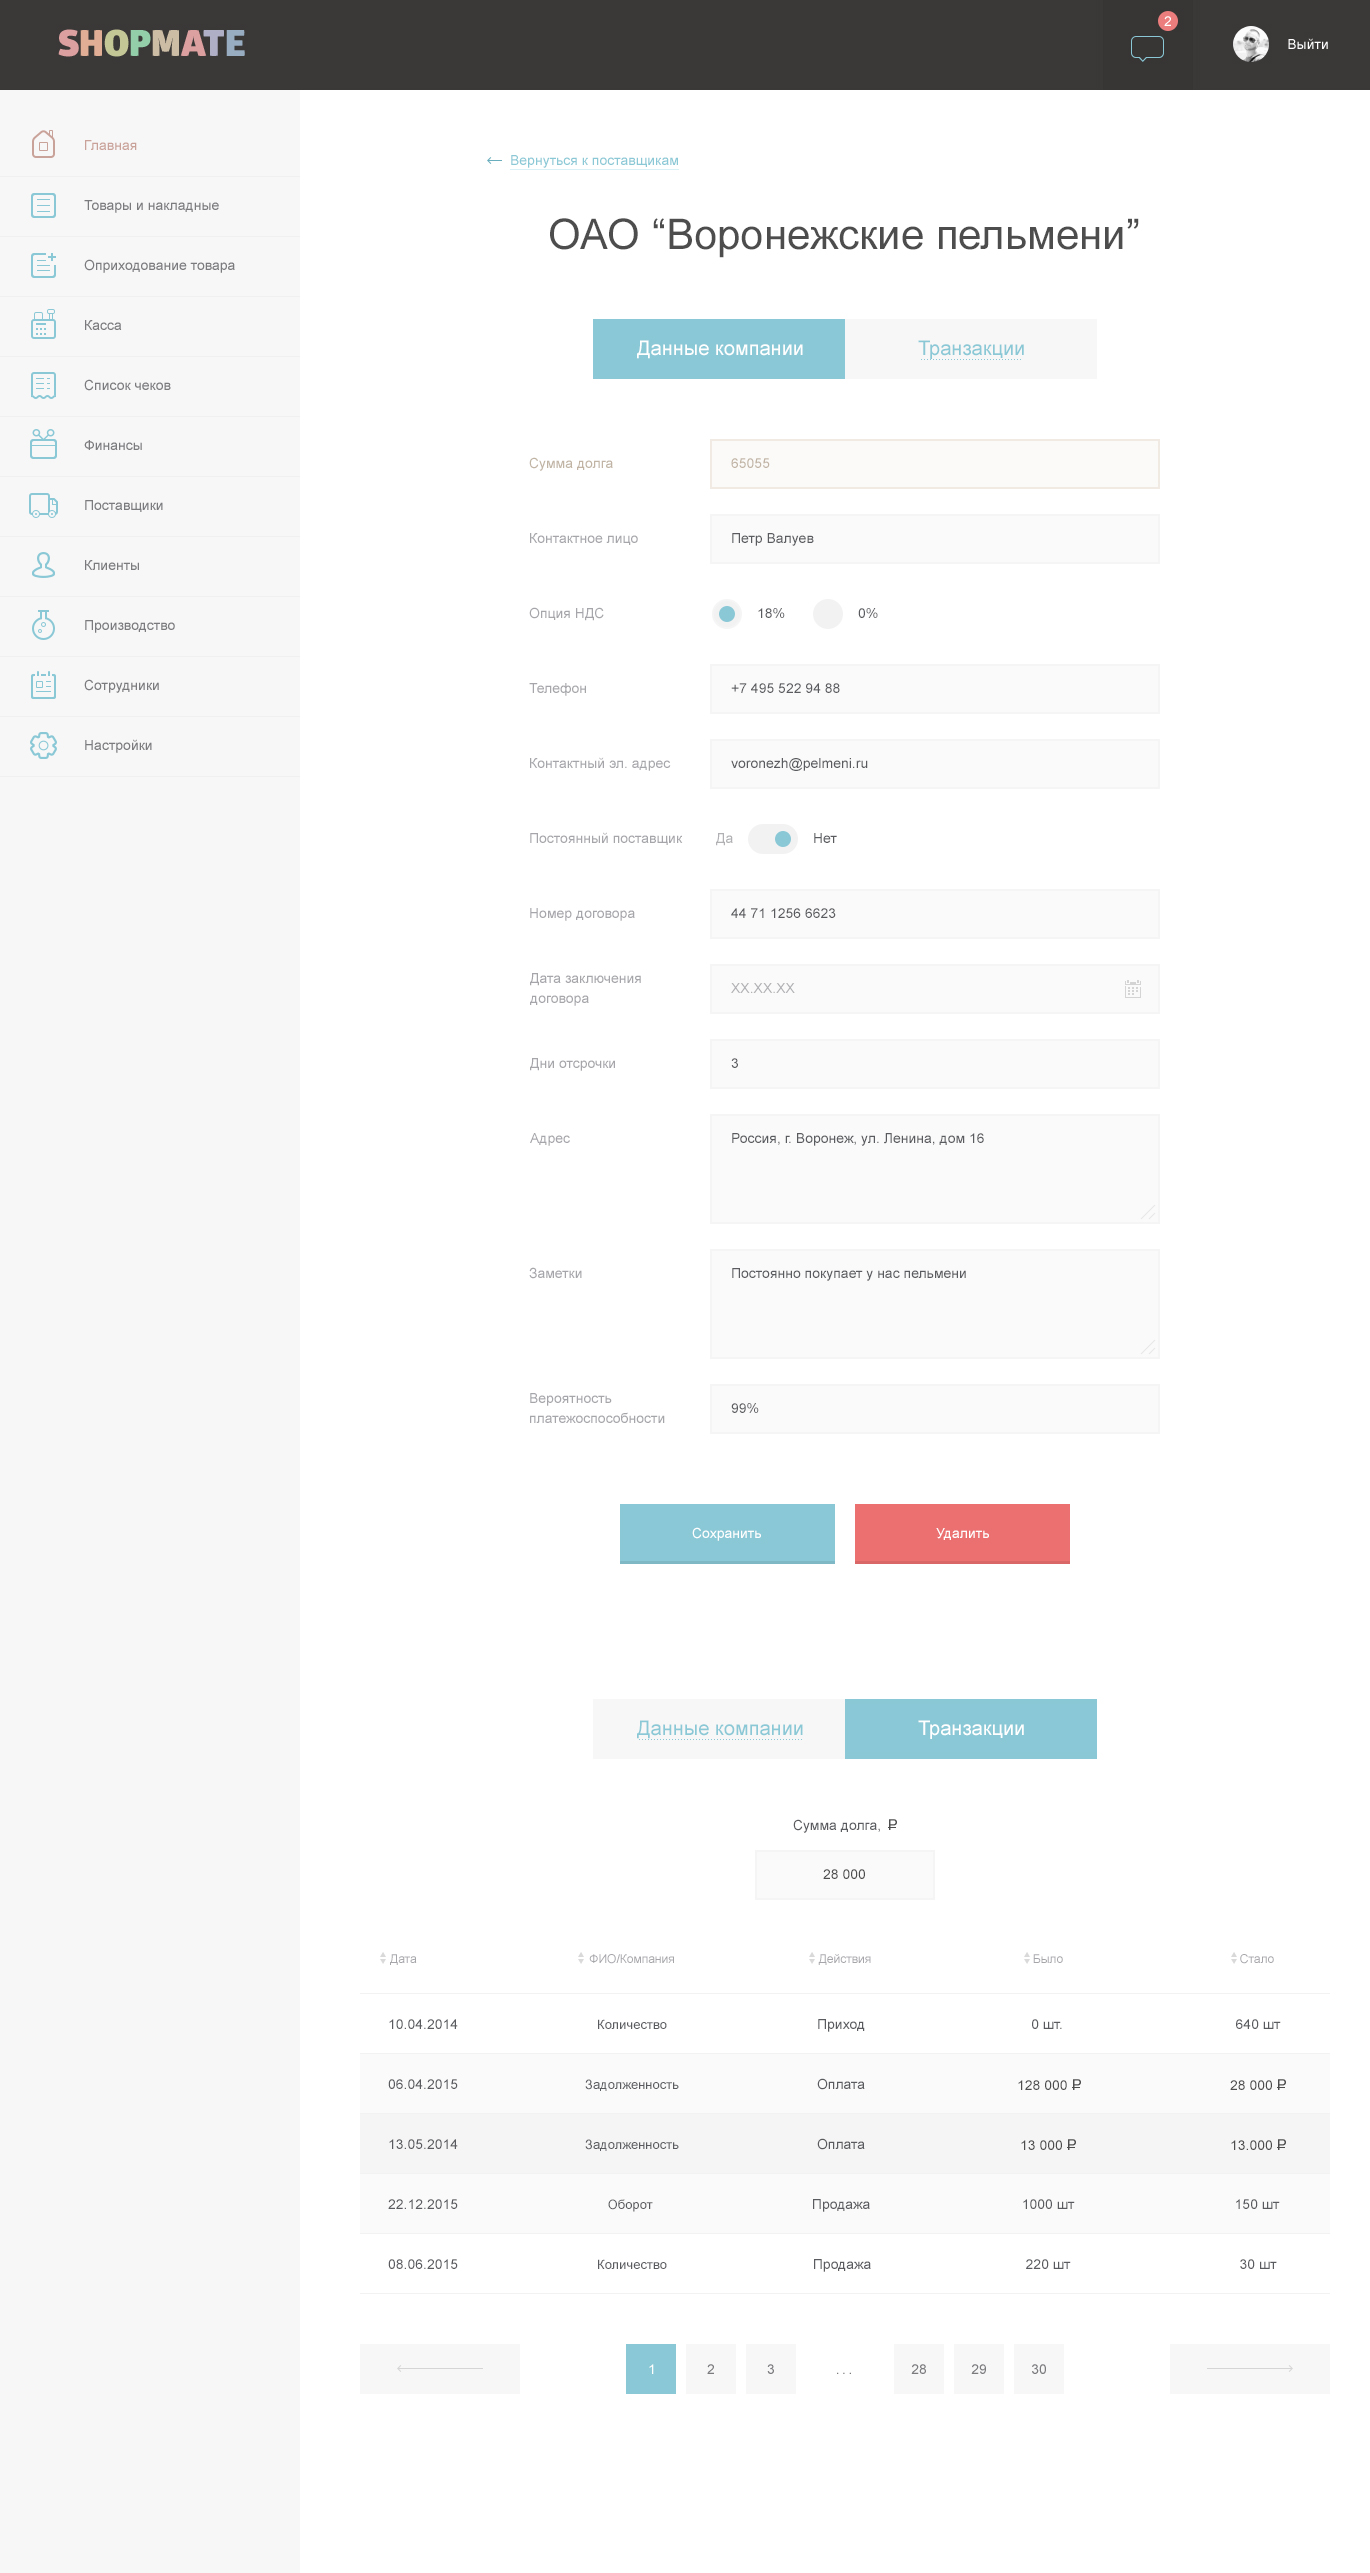 SHOPMATE
2
Выйти
Главная
Товары и накладные
Оприходование товара
Касса
Список чеков
Финансы
Поставщики
Клиенты
Производство
Сотрудники
Настройки
← Вернуться к поставщикам
ОАО “Воронежские пельмени”
Данные компании Транзакции
Сумма долга 65055
Контактное лицо Петр Валуев
Опция НДС 18% 0%
Телефон +7 495 522 94 88
Контактный эл. адрес voronezh@pelmeni.ru
Постоянный поставщик Да Нет
Номер договора 44 71 1256 6623
Дата заключения
договора
XX.XX.XX
Дни отсрочки 3
Адрес Россия, г. Воронеж, ул. Ленина, дом 16
Заметки Постоянно покупает у нас пельмени
Вероятность
платежоспособности
99%
Сохранить Удалить
Данные компании Транзакции
Сумма долга, ₽
28 000
Дата ФИО/Компания Действия Было Стало
10.04.2014 Количество Приход 0 шт. 640 шт
06.04.2015 Задолженность Оплата 128 000 ₽ 28 000 ₽
13.05.2014 Задолженность Оплата 13 000 ₽ 13.000 ₽
22.12.2015 Оборот Продажа 1000 шт 150 шт
08.06.2015 Количество Продажа 220 шт 30 шт
1 2 3 ... 28 29 30